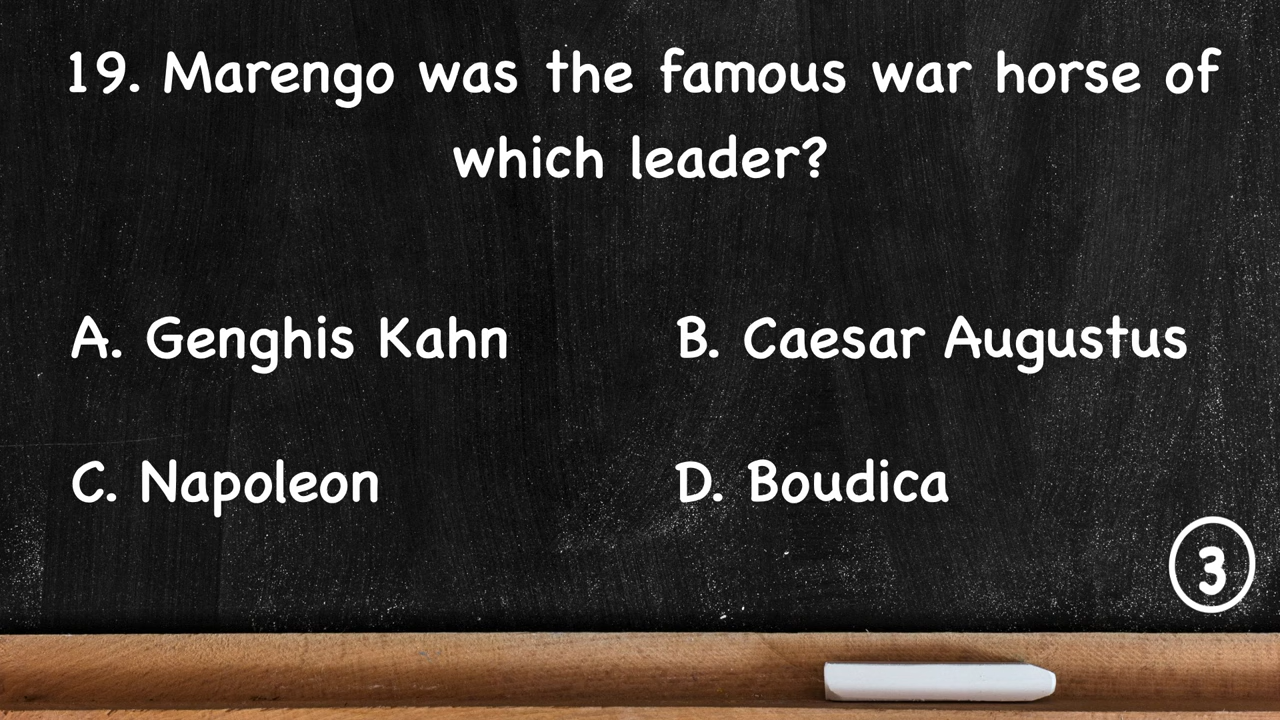 19. Marengo was the famous war horse of
which leader?
A. Genghis Kahn
B. Caesar Augustus
C. Napoleon
D. Boudica
3